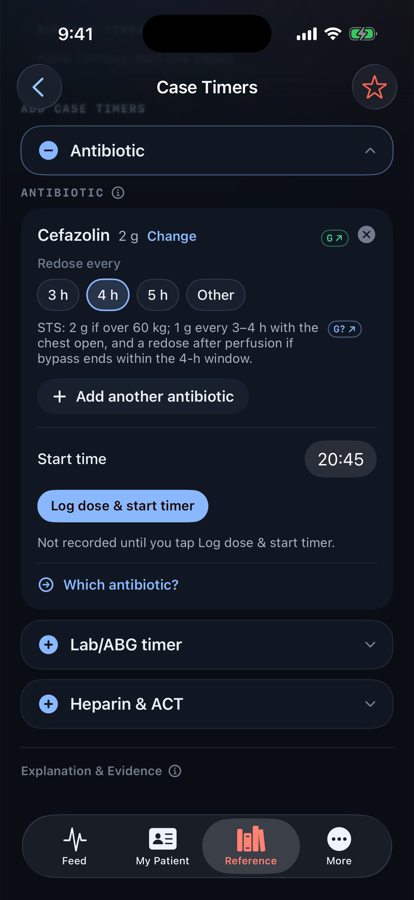 9:41
Case Timers
ADD CASE TIMERS
Antibiotic
ANTIBIOTIC
Cefazolin 2 g Change G↗
Redose every
3 h 4 h 5 h Other
STS: 2 g if over 60 kg; 1 g every 3–4 h with the G?↗
chest open, and a redose after perfusion if
bypass ends within the 4-h window.
+ Add another antibiotic
Start time 20:45
Log dose & start timer
Not recorded until you tap Log dose & start timer.
Which antibiotic?
Lab/ABG timer
Heparin & ACT
Explanation & Evidence
Feed My Patient Reference More